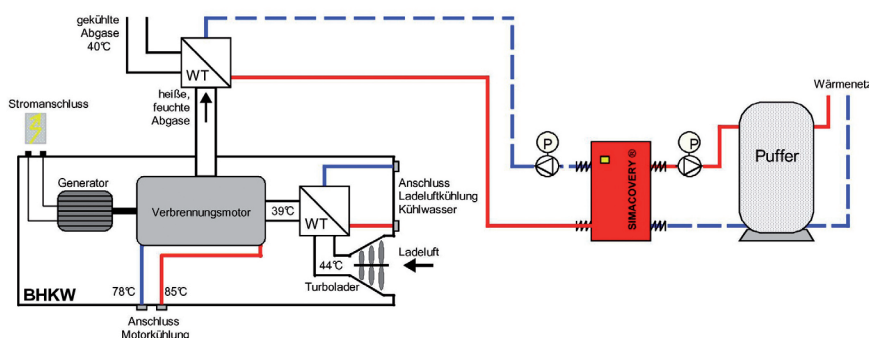 gekühlte
Abgase
40℃
WT
heiße,
feuchte
Abgase
Stromanschluss
Generator
Verbrennungsmotor
39℃
WT
Anschluss
Ladeluftkühlung
Kühlwasser
44℃
Ladeluft
Turbolader
BHKW
78℃
85℃
Anschluss
Motorkühlung
P
SIMACOVERY ®
P
Puffer
Wärmenetz